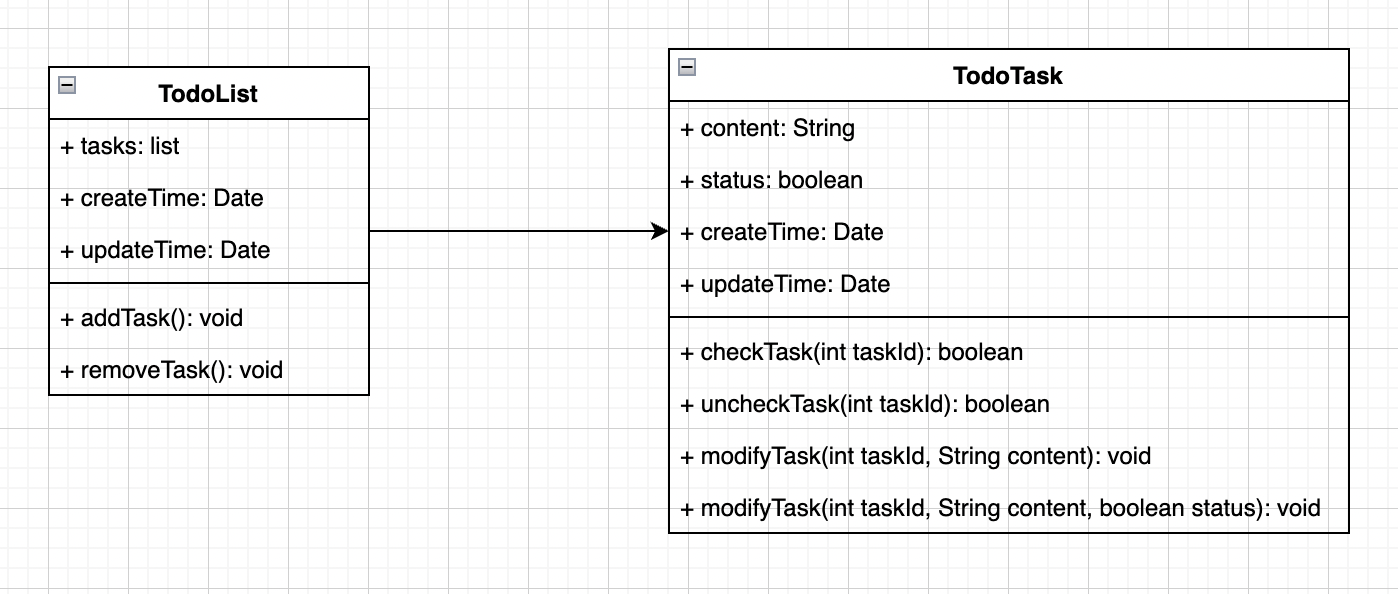 TodoList
+ tasks: list
+ createTime: Date
+ updateTime: Date
+ addTask(): void
+ removeTask(): void
TodoTask
+ content: String
+ status: boolean
+ createTime: Date
+ updateTime: Date
+ checkTask(int taskId): boolean
+ uncheckTask(int taskId): boolean
+ modifyTask(int taskId, String content): void
+ modifyTask(int taskId, String content, boolean status): void